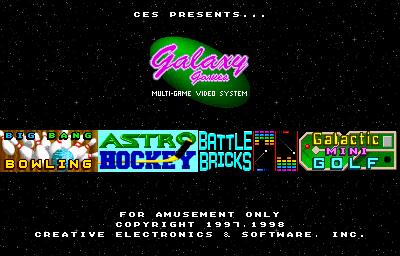 CES PRESENTS...
Galaxy
Games
MULTI-GAME VIDEO SYSTEM
BIG BANG
BOWLING
ASTRO
HOCKEY
BATTLE
BRICKS
Galactic
MINI
GOLF
FOR AMUSEMENT ONLY
COPYRIGHT 1997,1998
CREATIVE ELECTRONICS & SOFTWARE, INC.